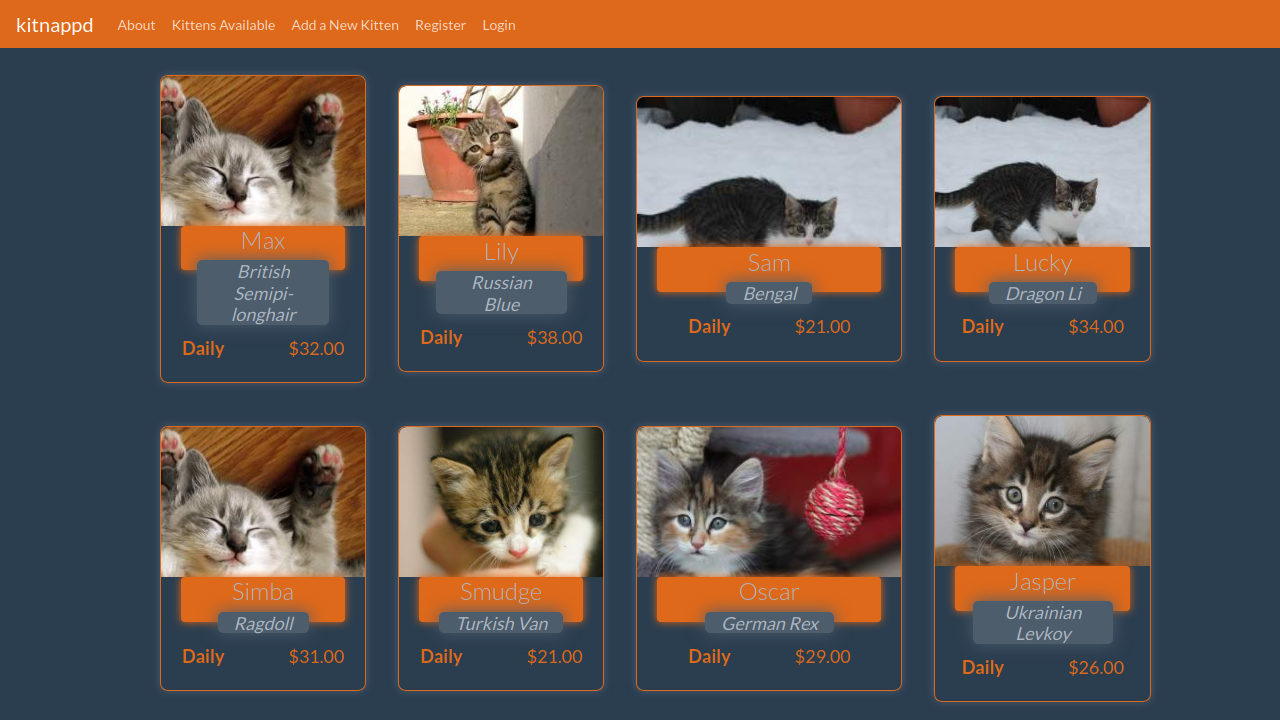 kitnappd About Kittens Available Add a New Kitten Register Login
Max
British
Semipi-
longhair
Daily $32.00
Lily
Russian
Blue
Daily $38.00
Sam
Bengal
Daily $21.00
Lucky
Dragon Li
Daily $34.00
Simba
Ragdoll
Daily $31.00
Smudge
Turkish Van
Daily $21.00
Oscar
German Rex
Daily $29.00
Jasper
Ukrainian
Levkoy
Daily $26.00